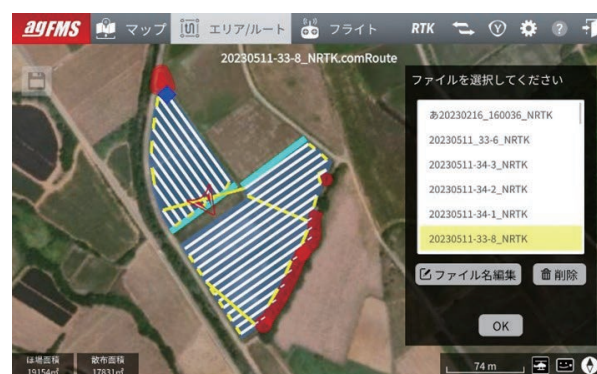 agFMS マップ エリア/ルート フライト RTK
20230511-33-8_NRTK.comRoute
ファイルを選択してください
あ20230216_160036_NRTK
20230511_33-6_NRTK
20230511-34-3_NRTK
20230511-34-2_NRTK
20230511-34-1_NRTK
20230511-33-8_NRTK
ファイル名編集 削除
OK
ほ場面積 散布面積
19154㎡ 17831㎡
74 m